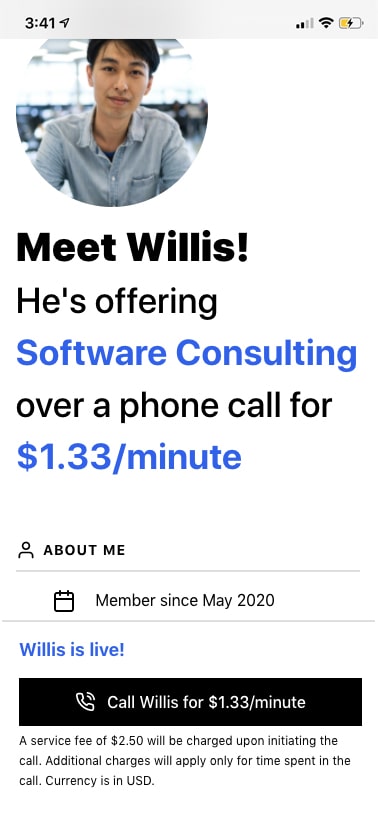 3:41
Meet Willis!
He's offering
Software Consulting
over a phone call for
$1.33/minute
ABOUT ME
Member since May 2020
Willis is live!
Call Willis for $1.33/minute
A service fee of $2.50 will be charged upon initiating the
call. Additional charges will apply only for time spent in the
call. Currency is in USD.